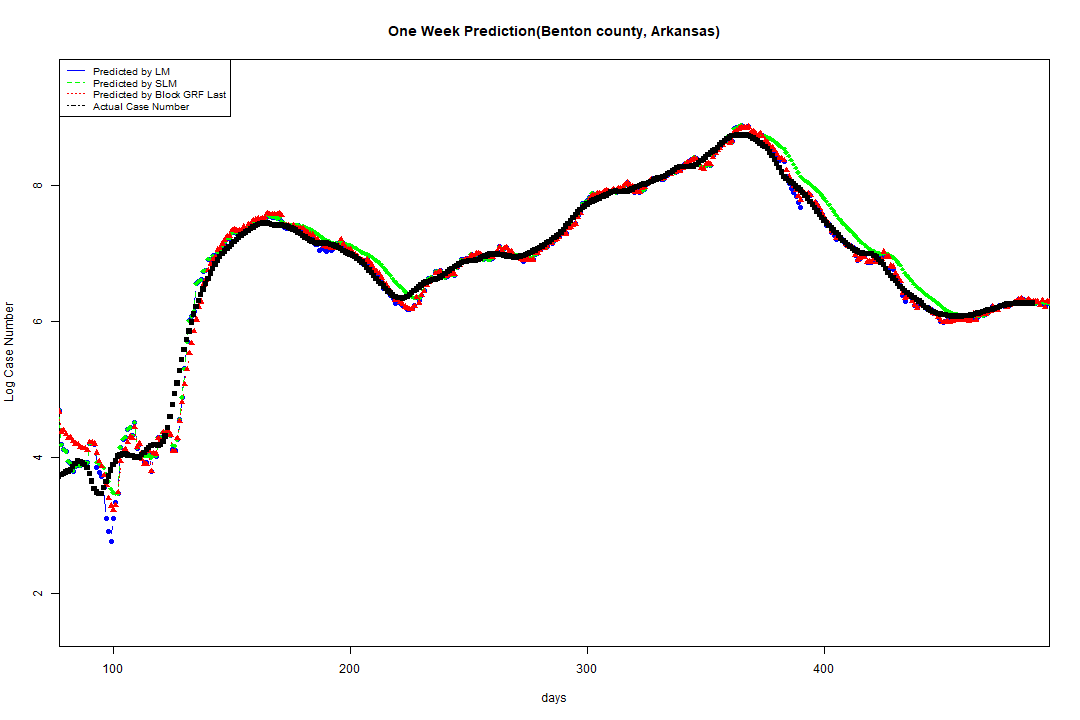 One Week Prediction(Benton county, Arkansas)
Predicted by LM
Predicted by SLM
Predicted by Block GRF Last
Actual Case Number
8
6
4
2
Log Case Number
100 200 300 400
days